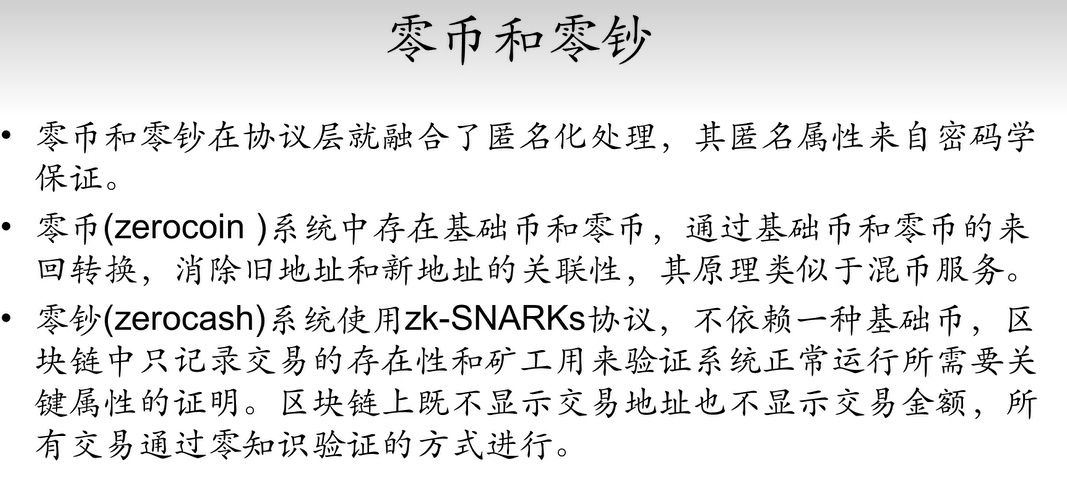 零币和零钞
• 零币和零钞在协议层就融合了匿名化处理，其匿名属性来自密码学
保证。
• 零币(zerocoin )系统中存在基础币和零币，通过基础币和零币的来
回转换，消除旧地址和新地址的关联性，其原理类似于混币服务。
• 零钞(zerocash)系统使用zk-SNARKs协议，不依赖一种基础币，区
块链中只记录交易的存在性和矿工用来验证系统正常运行所需要关
键属性的证明。区块链上既不显示交易地址也不显示交易金额，所
有交易通过零知识验证的方式进行。